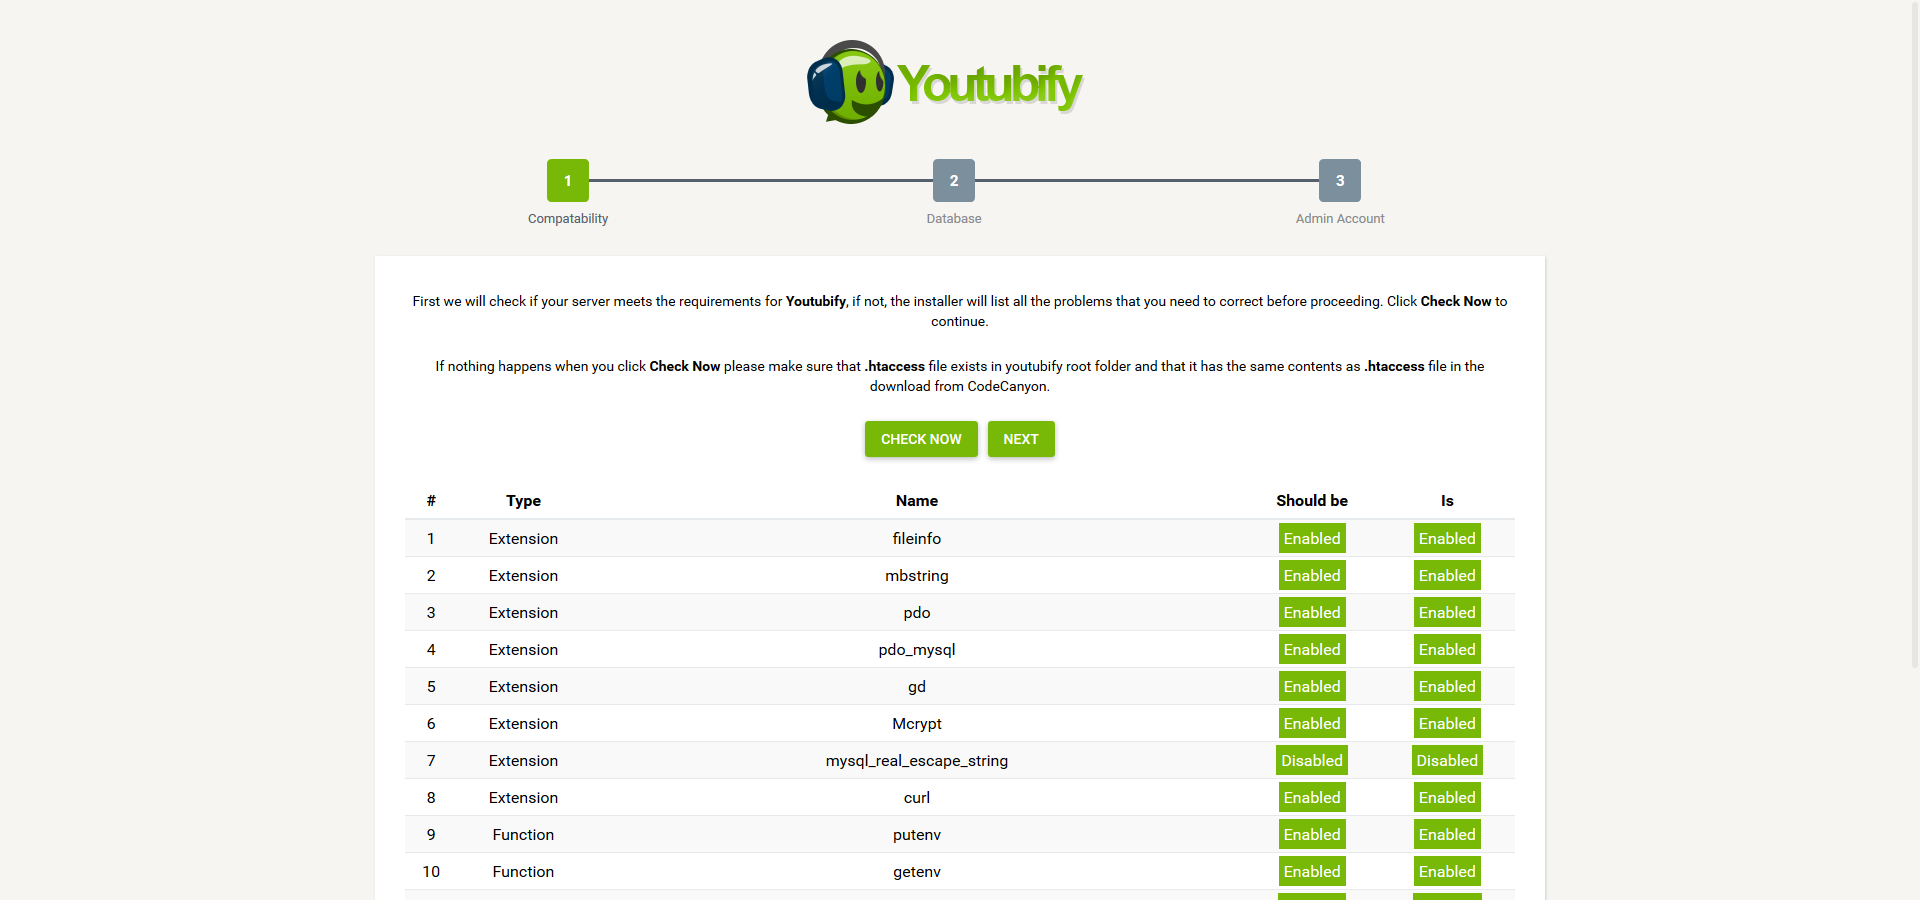 Youtubify
1 2 3
Compatability Database Admin Account
First we will check if your server meets the requirements for Youtubify, if not, the installer will list all the problems that you need to correct before proceeding. Click Check Now to
continue.
If nothing happens when you click Check Now please make sure that .htaccess file exists in youtubify root folder and that it has the same contents as .htaccess file in the
download from CodeCanyon.
CHECK NOW NEXT
# Type Name Should be Is
1 Extension fileinfo Enabled Enabled
2 Extension mbstring Enabled Enabled
3 Extension pdo Enabled Enabled
4 Extension pdo_mysql Enabled Enabled
5 Extension gd Enabled Enabled
6 Extension Mcrypt Enabled Enabled
7 Extension mysql_real_escape_string Disabled Disabled
8 Extension curl Enabled Enabled
9 Function putenv Enabled Enabled
10 Function getenv Enabled Enabled